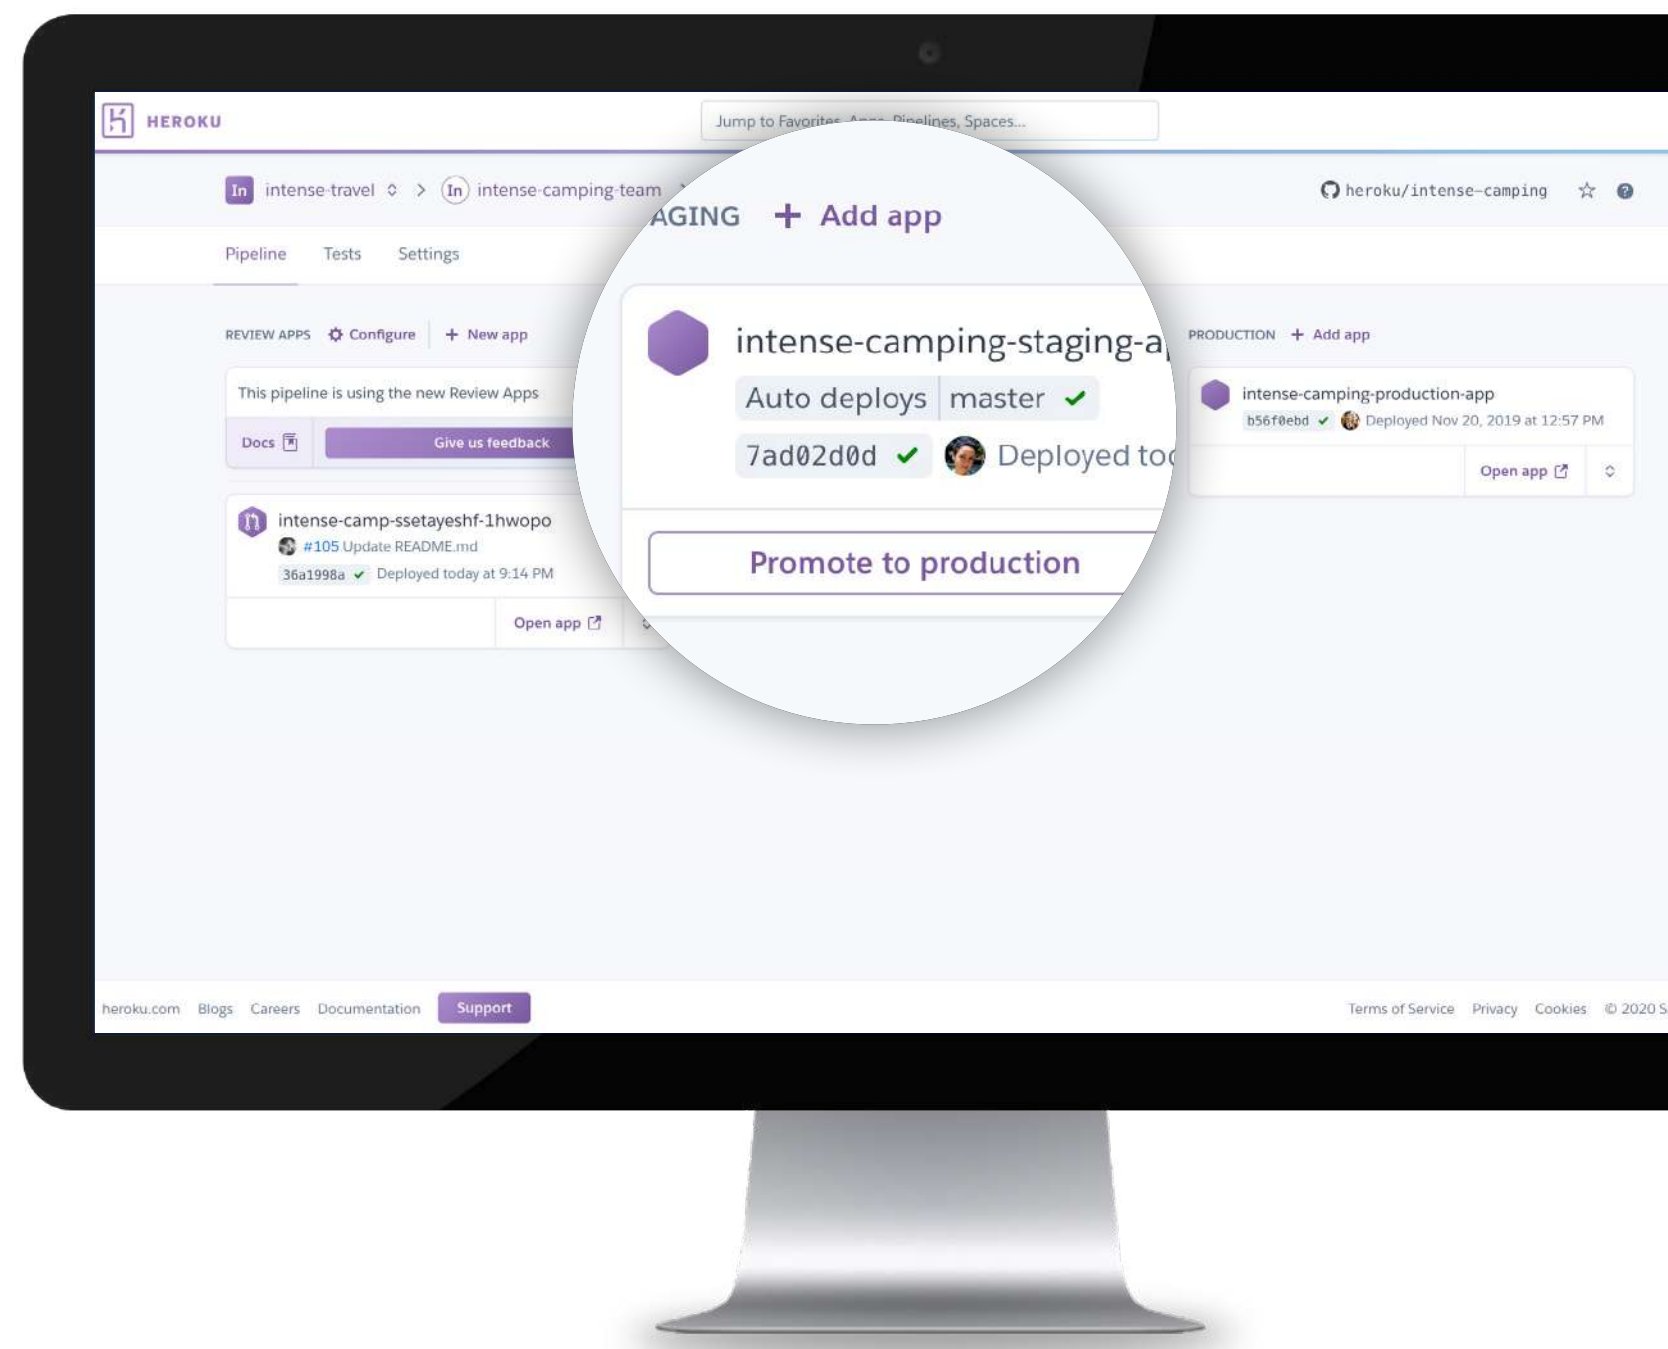 HEROKU
Jump to Favorites, Apps, Pipelines, Spaces...
In intense-travel > In intense-camping-team >
heroku/intense-camping
Pipeline Tests Settings
REVIEW APPS Configure + New app
This pipeline is using the new Review Apps
Docs Give us feedback
intense-camp-ssetayeshf-1hwopo
#105 Update README.md
36a1998a ✓ Deployed today at 9:14 PM
Open app
AGING + Add app
intense-camping-staging-a
Auto deploys master ✓
7ad02d0d ✓ Deployed to
Promote to production
PRODUCTION + Add app
intense-camping-production-app
b56f0ebd ✓ Deployed Nov 20, 2019 at 12:57 PM
Open app
heroku.com Blogs Careers Documentation Support
Terms of Service Privacy Cookies © 2020 S